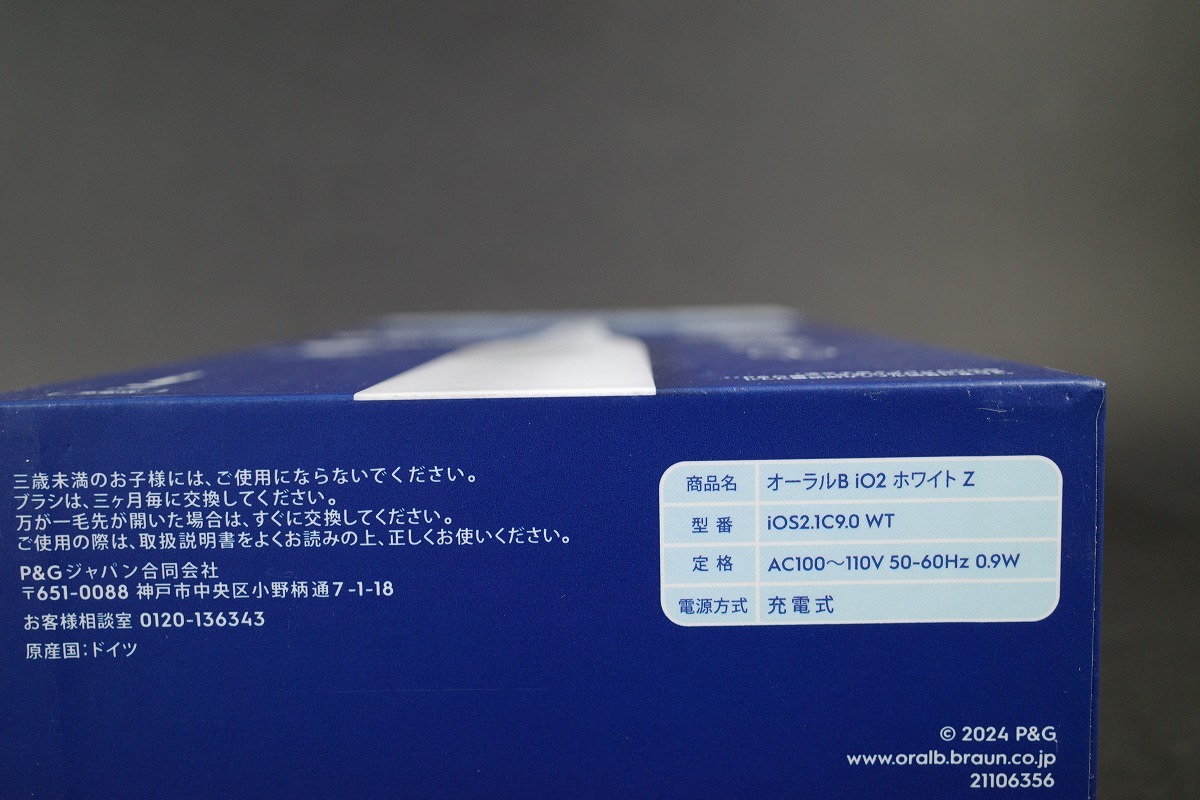 三歳未満のお子様には、ご使用にならないでください。
ブラシは、三ヶ月毎に交換してください。
万が一毛先が開いた場合は、すぐに交換してください。
ご使用の際は、取扱説明書をよくお読みの上、正しくお使いください。
P&Gジャパン合同会社
〒651-0088 神戸市中央区小野柄通7-1-18
お客様相談室 0120-136343
原産国：ドイツ
商品名 オーラルB iO2 ホワイト Z
型番 iOS2.1C9.0 WT
定格 AC100～110V 50-60Hz 0.9W
電源方式 充電式
© 2024 P&G
www.oralb.braun.co.jp
21106356